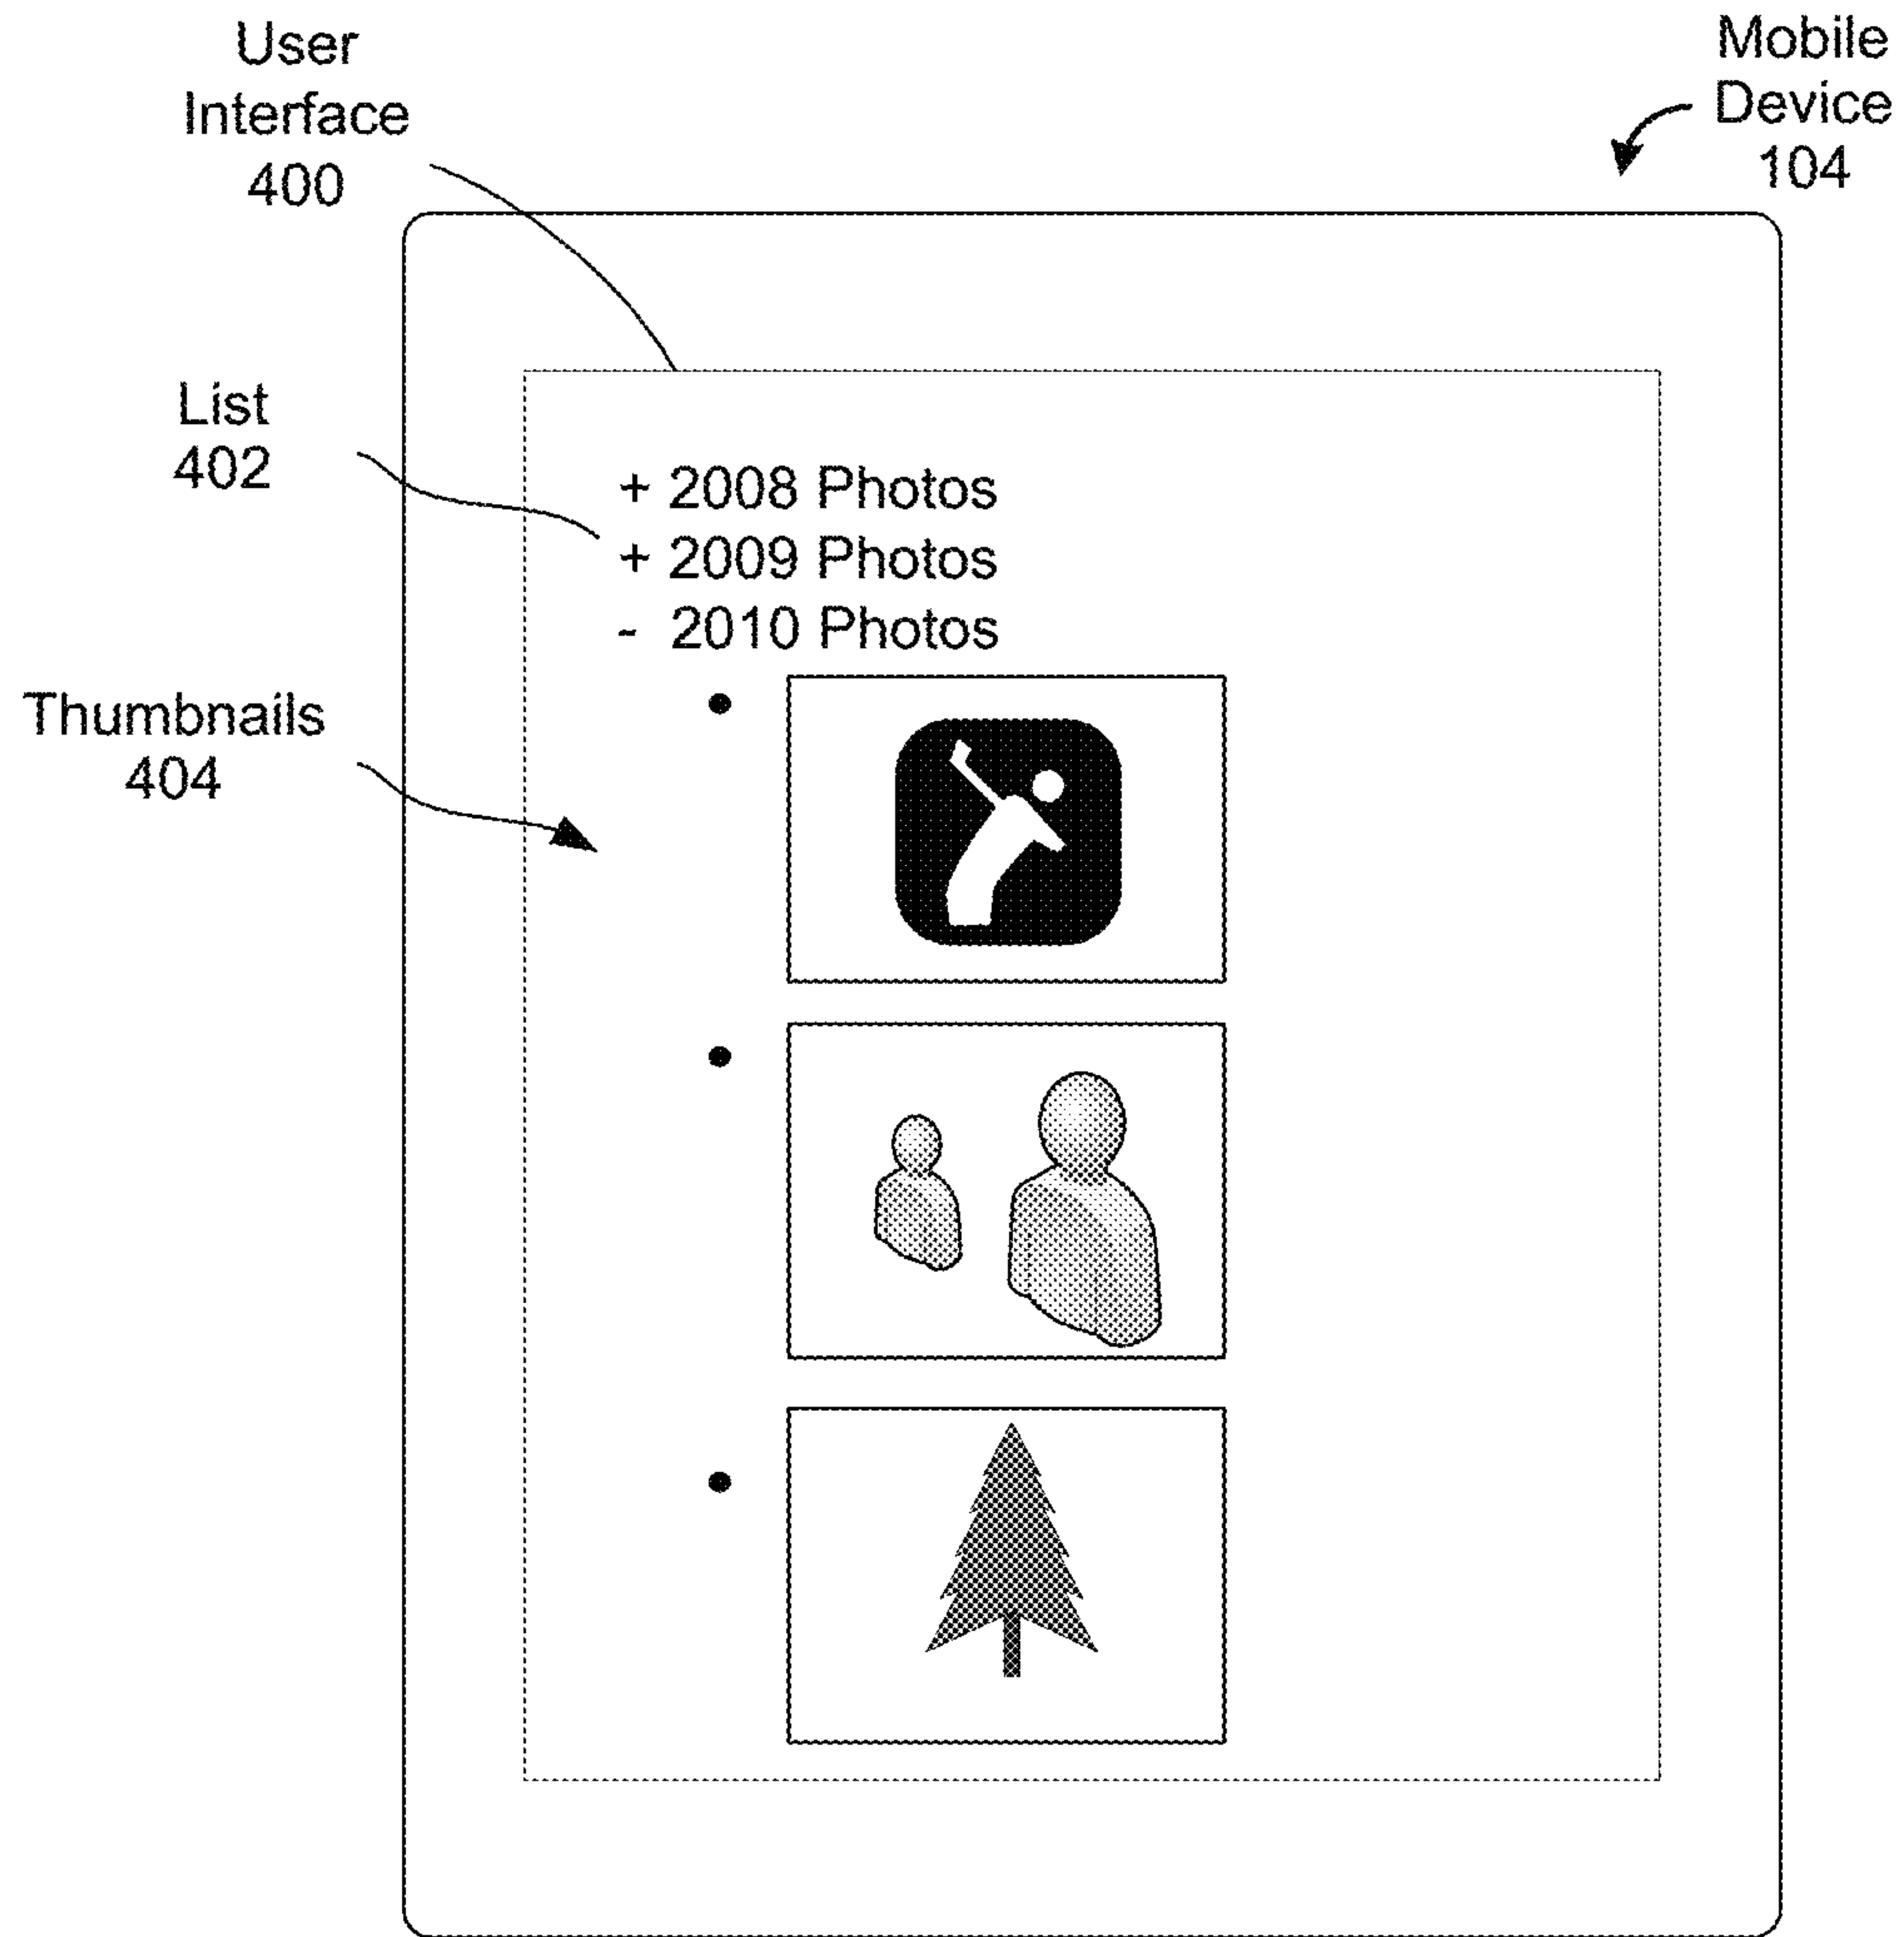 User
Interface
400
Mobile
Device
104
List
402
+ 2008 Photos
+ 2009 Photos
- 2010 Photos
Thumbnails
404